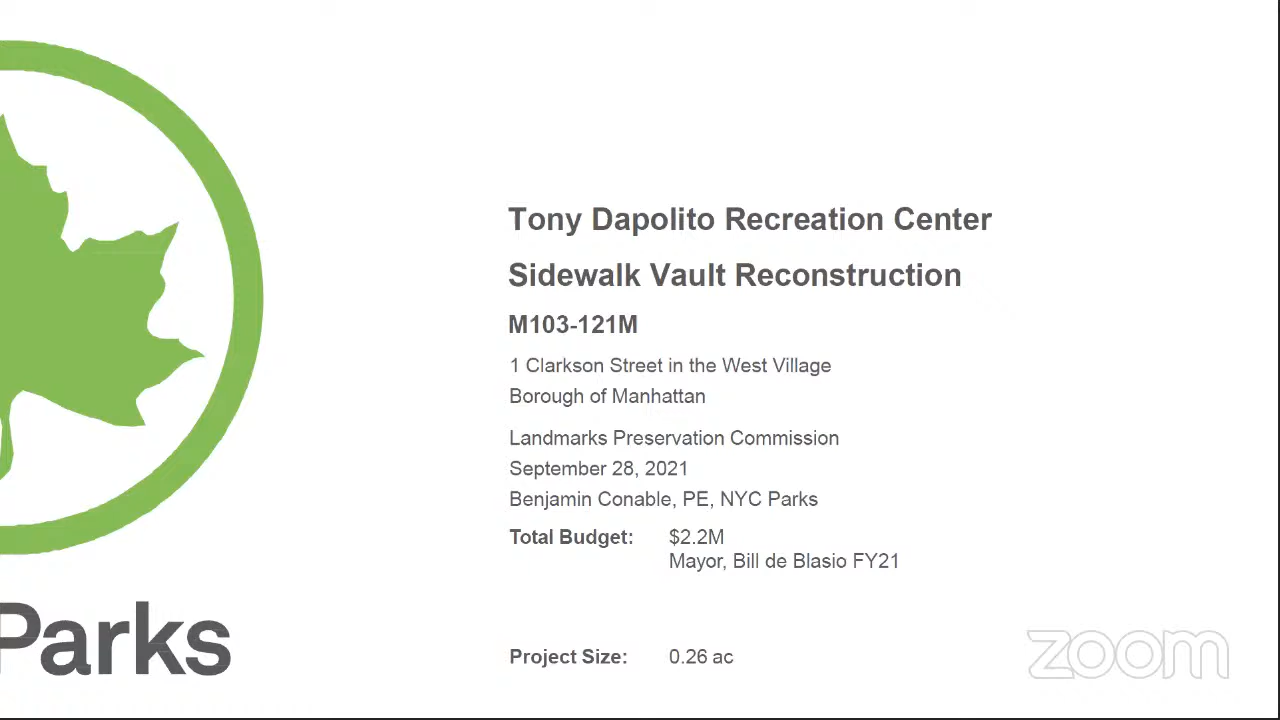 Tony Dapolito Recreation Center
Sidewalk Vault Reconstruction
M103-121M
1 Clarkson Street in the West Village
Borough of Manhattan
Landmarks Preservation Commission
September 28, 2021
Benjamin Conable, PE, NYC Parks
Total Budget: $2.2M
Mayor, Bill de Blasio FY21
Parks
Project Size: 0.26 ac
zoom